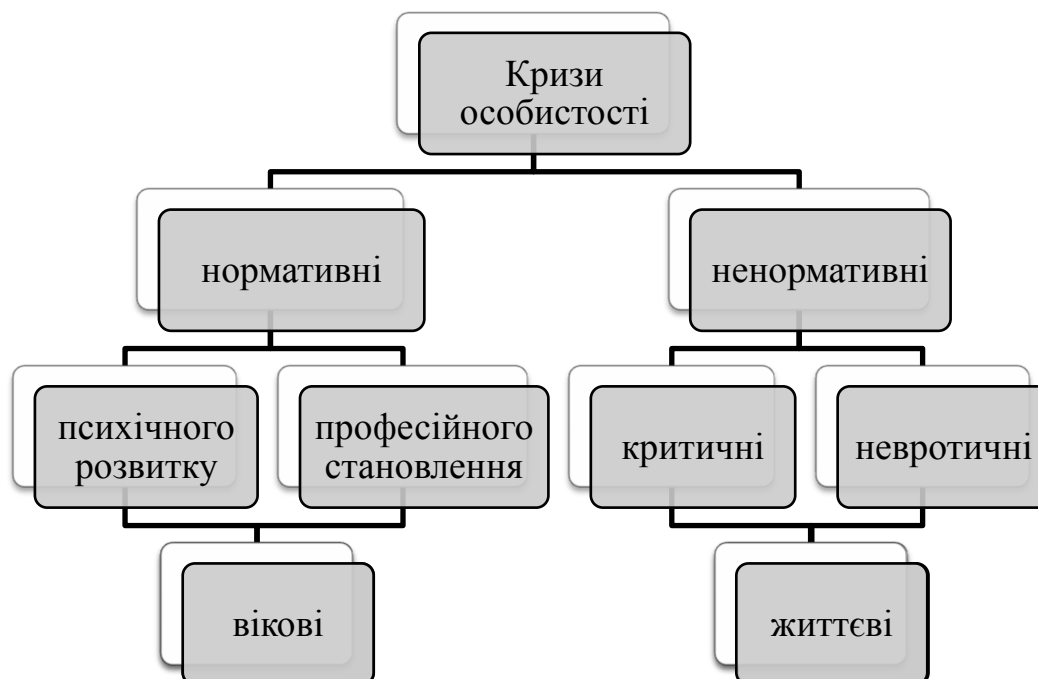 Кризи
особистості
нормативні
ненормативні
психічного
розвитку
професійного
становлення
критичні
невротичні
вікові
життєві